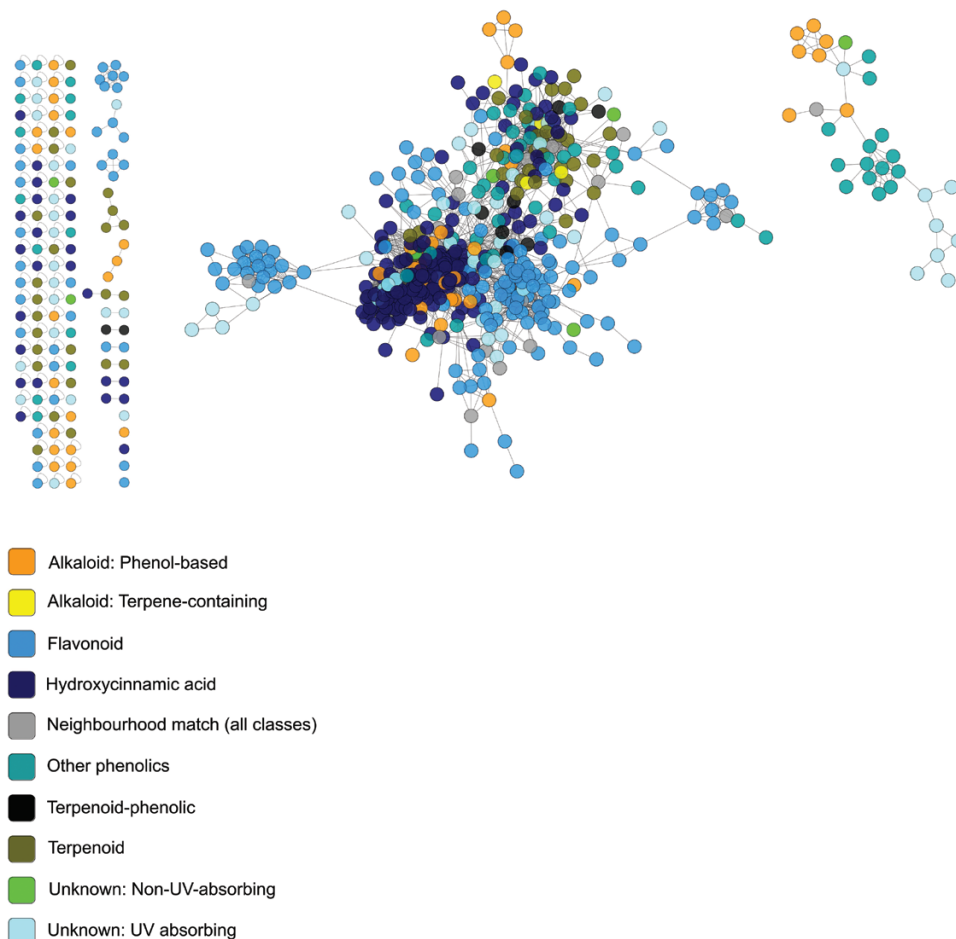 Alkaloid: Phenol-based
Alkaloid: Terpene-containing
Flavonoid
Hydroxycinnamic acid
Neighbourhood match (all classes)
Other phenolics
Terpenoid-phenolic
Terpenoid
Unknown: Non-UV-absorbing
Unknown: UV absorbing